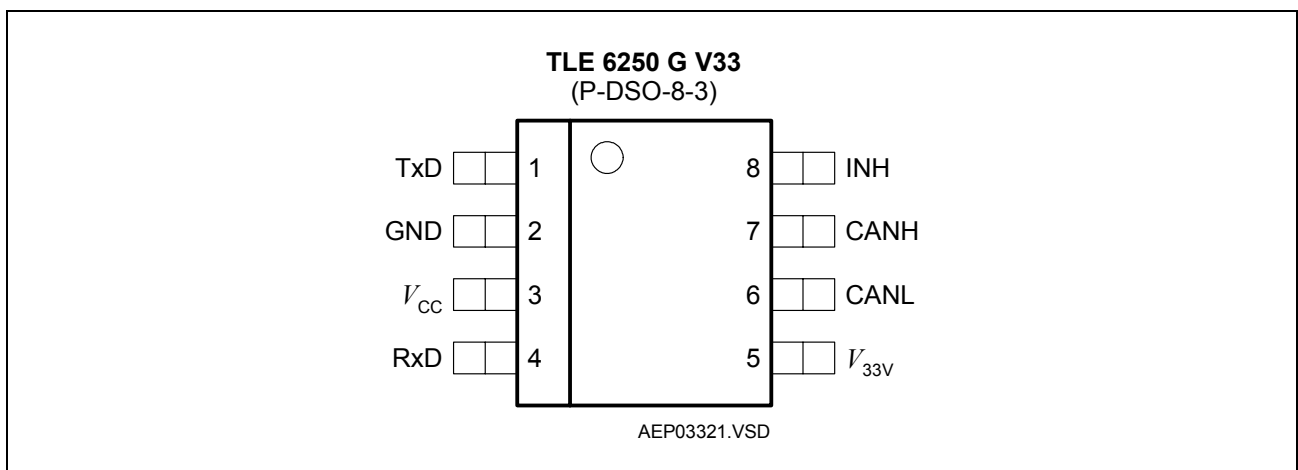 TLE 6250 G V33
(P-DSO-8-3)
TxD 1 8 INH
GND 2 7 CANH
VCC 3 6 CANL
RxD 4 5 V33V
AEP03321.VSD